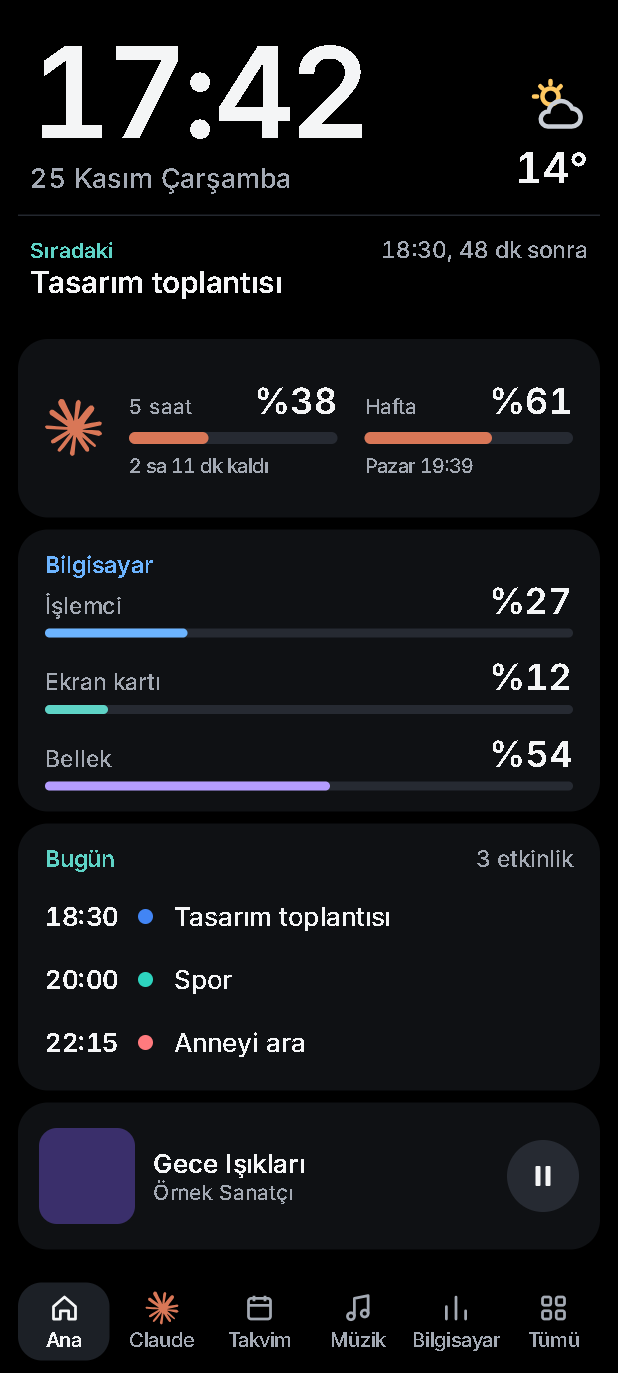 17:42
25 Kasım Çarşamba
14°
Sıradaki
18:30, 48 dk sonra
Tasarım toplantısı
5 saat
%38
2 sa 11 dk kaldı
Hafta
%61
Pazar 19:39
Bilgisayar
İşlemci
%27
Ekran kartı
%12
Bellek
%54
Bugün
3 etkinlik
18:30 Tasarım toplantısı
20:00 Spor
22:15 Anneyi ara
Gece Işıkları
Örnek Sanatçı
Ana
Claude
Takvim
Müzik
Bilgisayar
Tümü